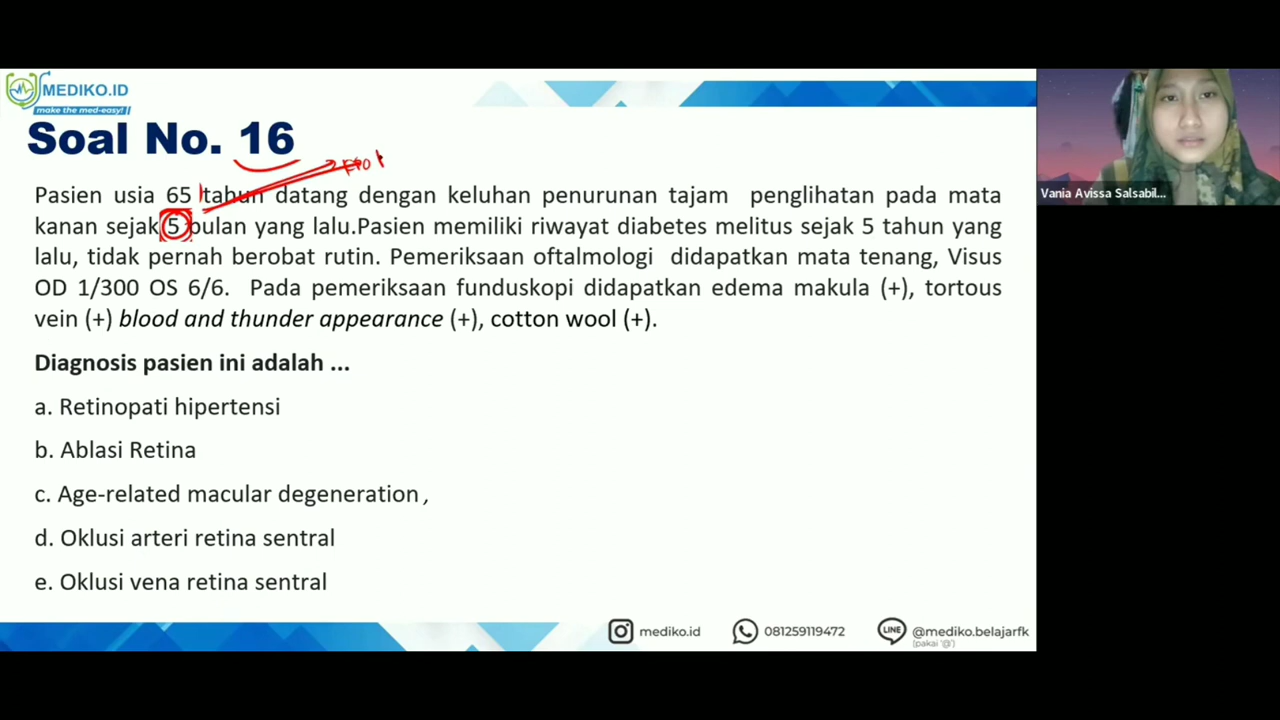 MEDIKO.ID
make the med-easy!
Soal No. 16
Pasien usia 65 tahun datang dengan keluhan penurunan tajam penglihatan pada mata
kanan sejak 5 bulan yang lalu.Pasien memiliki riwayat diabetes melitus sejak 5 tahun yang
lalu, tidak pernah berobat rutin. Pemeriksaan oftalmologi didapatkan mata tenang, Visus
OD 1/300 OS 6/6. Pada pemeriksaan funduskopi didapatkan edema makula (+), tortous
vein (+) blood and thunder appearance (+), cotton wool (+).
Diagnosis pasien ini adalah ...
a. Retinopati hipertensi
b. Ablasi Retina
c. Age-related macular degeneration,
d. Oklusi arteri retina sentral
e. Oklusi vena retina sentral
mediko.id
081259119472
LINE
@mediko.belajarfk
(pakai '@')
Vania Avissa Salsabil...